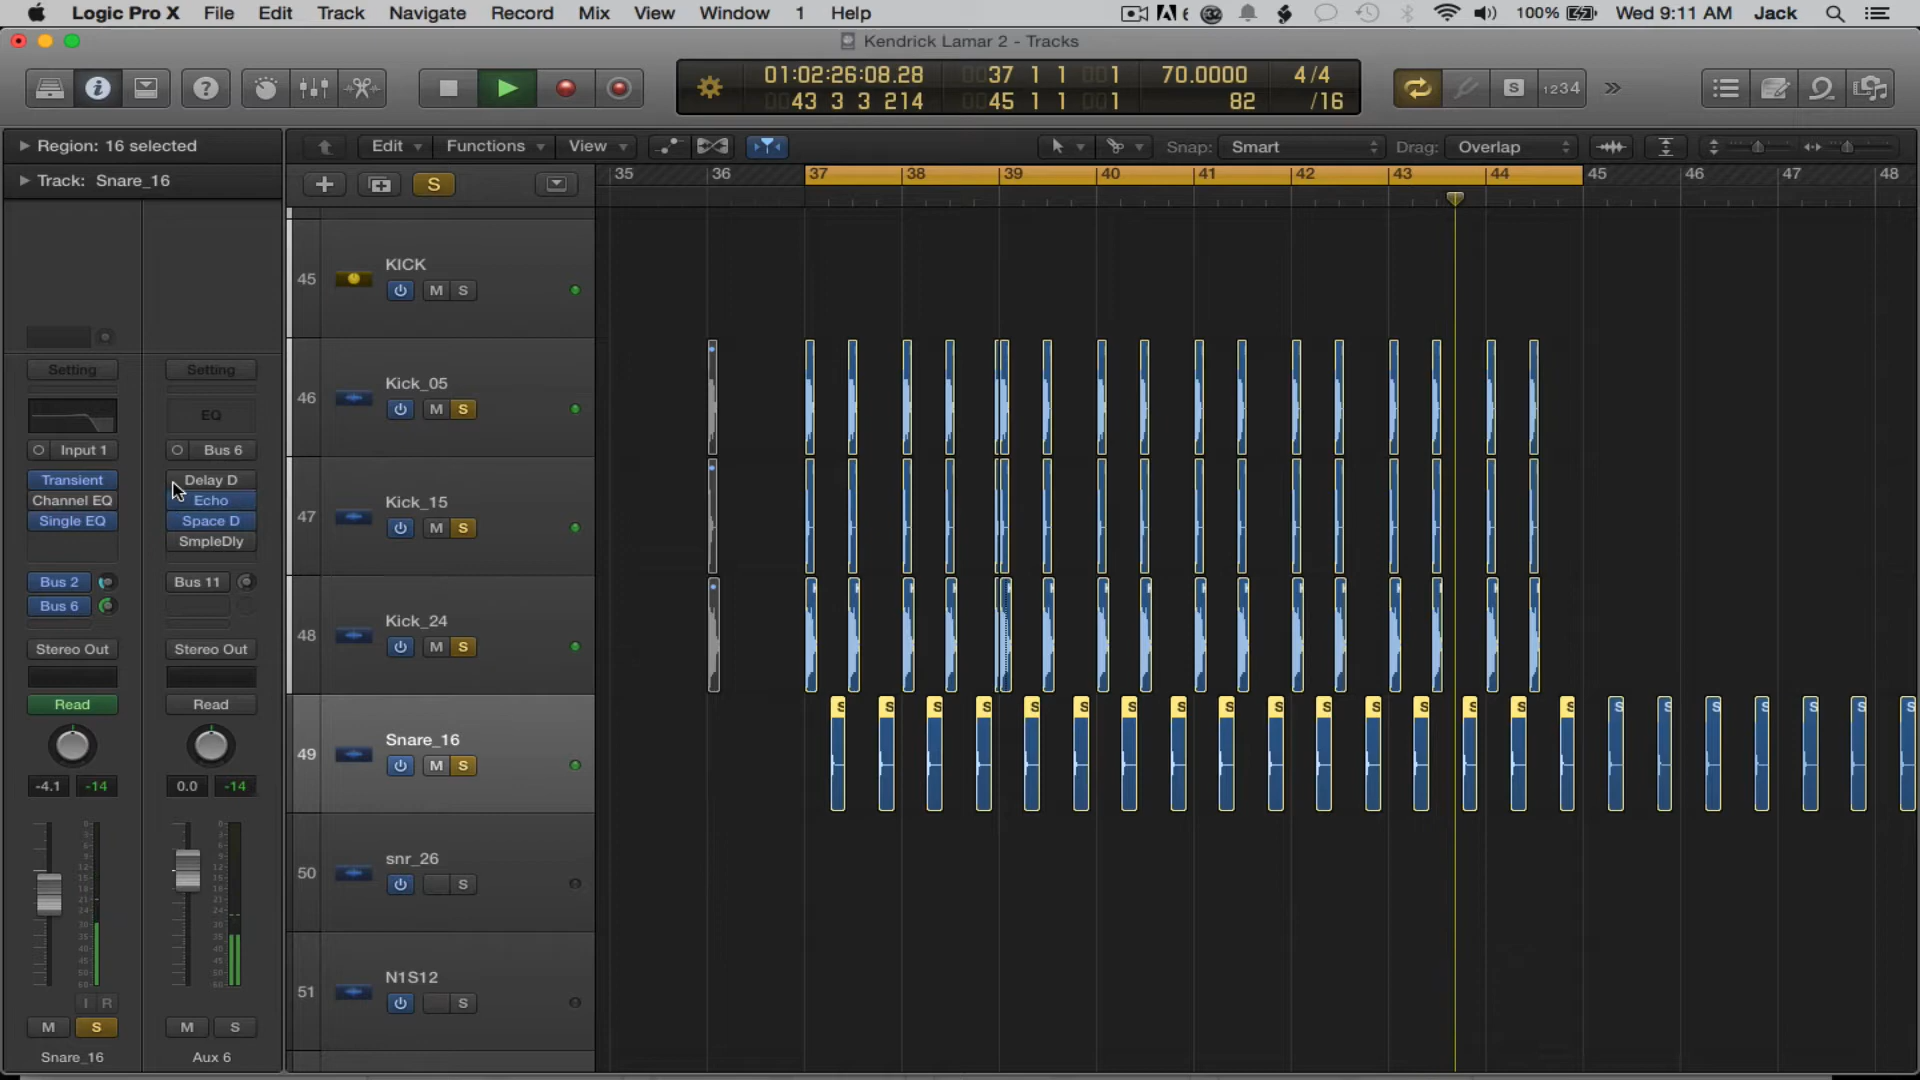 Logic Pro X File Edit Track Navigate Record Mix View Window 1 Help 6 100% Wed 9:11 AM Jack
Kendrick Lamar 2 - Tracks
01:02:26:08.28 0037 1 1 001 70.0000 4/4
0043 3 3 214 0045 1 1 001 82 /16
S 1234
Region: 16 selected
Edit Functions View Snap: Smart Drag: Overlap
Track: Snare_16
S
35 36 37 38 39 40 41 42 43 44 45 46 47 48
45 KICK
M S
46 Kick_05
M S
47 Kick_15
M S
48 Kick_24
M S
49 Snare_16
M S
S S S S S S S S S S S S S S S S S S S S S S S
50 snr_26
S
51 N1S12
S
Setting Setting
EQ
Input 1 Bus 6
Transient Delay D
Channel EQ Echo
Single EQ Space D
SmpleDly
Bus 2 Bus 11
Bus 6
Stereo Out Stereo Out
Read Read
-4.1 -14 0.0 -14
I R
M S M S
Snare_16 Aux 6